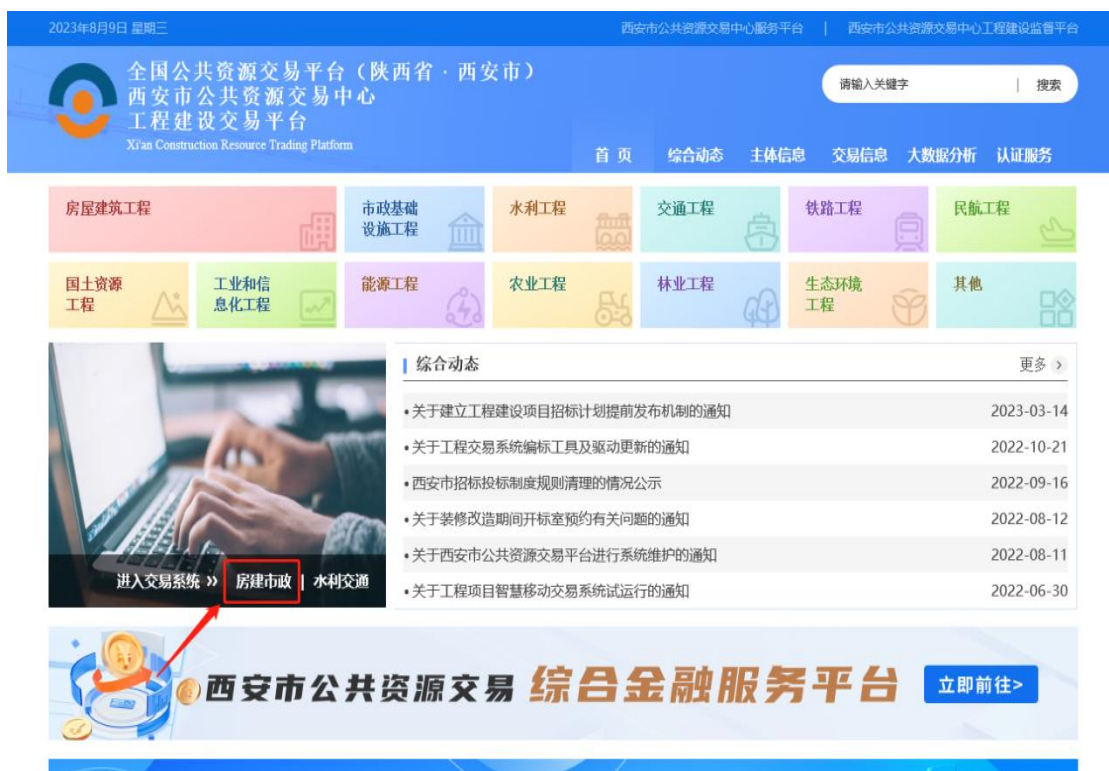 2023年8月9日 星期三
西安市公共资源交易中心服务平台 | 西安市公共资源交易中心工程建设监督平台
全国公共资源交易平台（陕西省·西安市）
西安市公共资源交易中心
工程建设交易平台
Xi'an Construction Resource Trading Platform
请输入关键字 | 搜索
首 页 综合动态 主体信息 交易信息 大数据分析 认证服务
房屋建筑工程
市政基础
设施工程
水利工程
交通工程
铁路工程
民航工程
国土资源
工程
工业和信
息化工程
能源工程
农业工程
林业工程
生态环境
工程
其他
综合动态 更多 >
•关于建立工程建设项目招标计划提前发布机制的通知 2023-03-14
•关于工程交易系统编标工具及驱动更新的通知 2022-10-21
•西安市招标投标制度规则清理的情况公示 2022-09-16
•关于装修改造期间开标室预约有关问题的通知 2022-08-12
•关于西安市公共资源交易平台进行系统维护的通知 2022-08-11
•关于工程项目智慧移动交易系统试运行的通知 2022-06-30
进入交易系统 » 房建市政 | 水利交通
西安市公共资源交易 综合金融服务平台 立即前往>